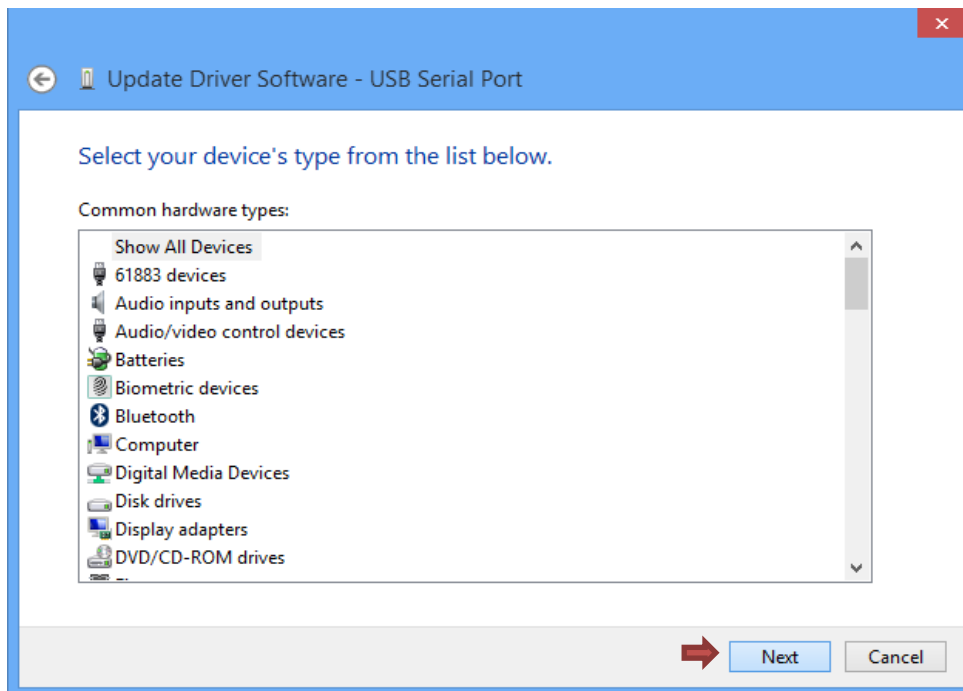 Update Driver Software - USB Serial Port
Select your device's type from the list below.
Common hardware types:
Show All Devices
61883 devices
Audio inputs and outputs
Audio/video control devices
Batteries
Biometric devices
Bluetooth
Computer
Digital Media Devices
Disk drives
Display adapters
DVD/CD-ROM drives
Next
Cancel